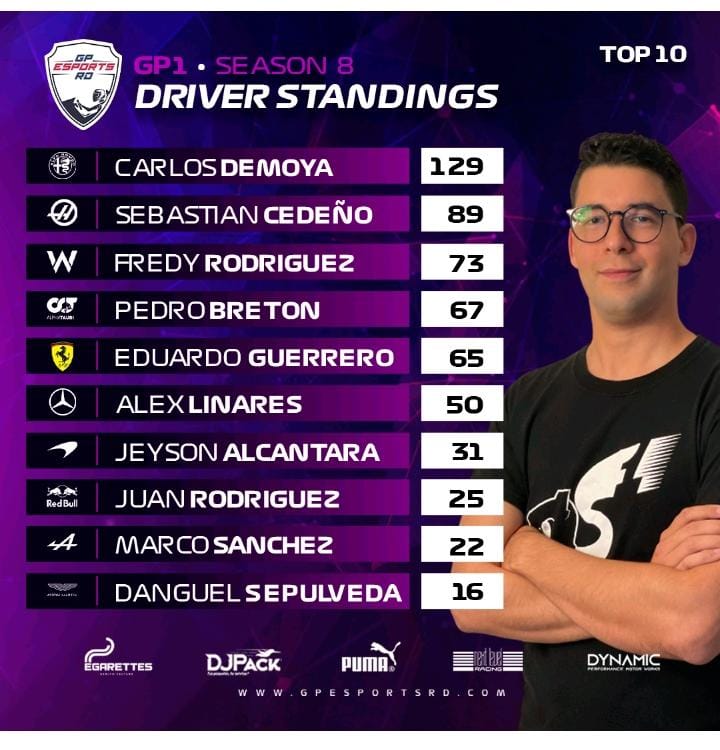 GP
ESPORTS
RD
GP1 • SEASON 8
DRIVER STANDINGS
TOP 10
CARLOS DEMOYA 129
SEBASTIAN CEDEÑO 89
FREDY RODRIGUEZ 73
PEDRO BRETON 67
EDUARDO GUERRERO 65
ALEX LINARES 50
JEYSON ALCANTARA 31
Red Bull JUAN RODRIGUEZ 25
MARCO SANCHEZ 22
DANGUEL SEPULVEDA 16
EGARETTES
DJPACK
PUMA
RACING
DYNAMIC
PERFORMANCE MOTOR WORKS
WWW.GPESPORTSRD.COM